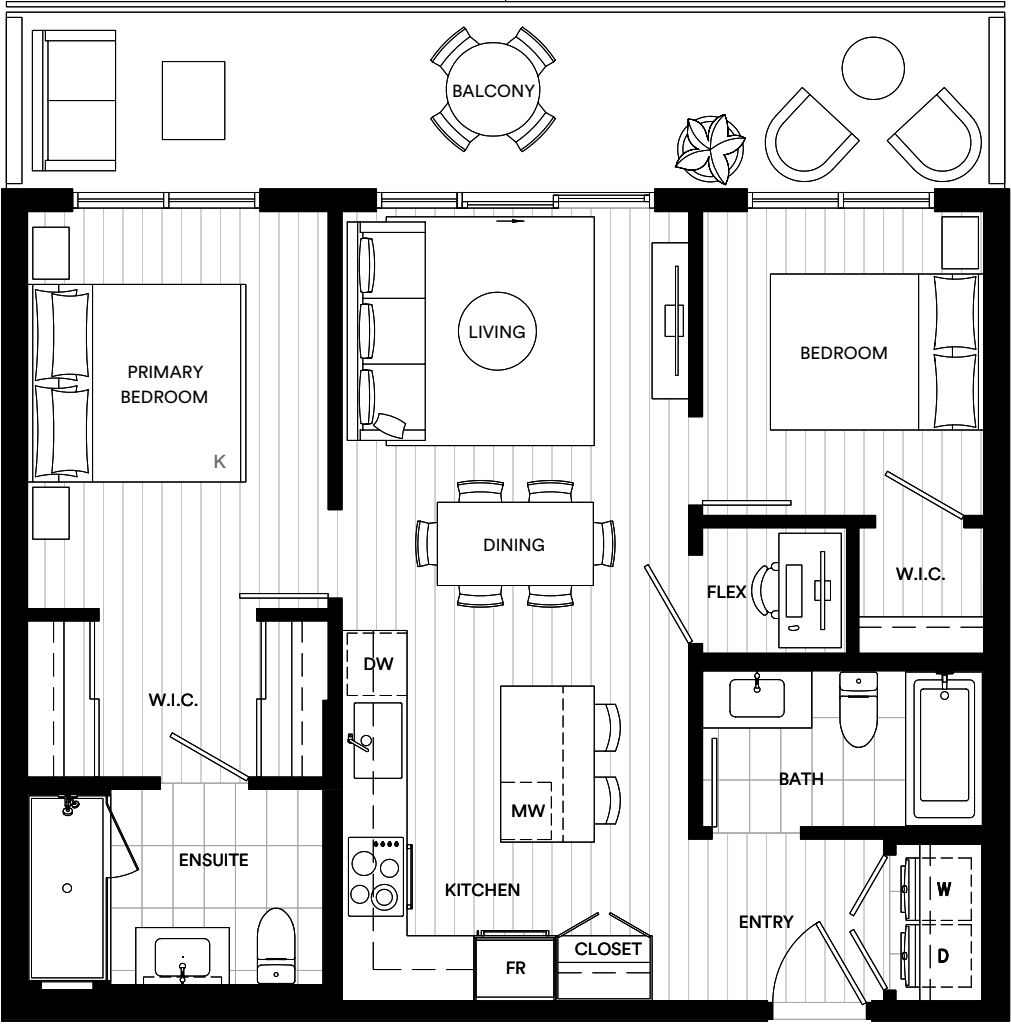 BALCONY
PRIMARY
BEDROOM
K
LIVING
BEDROOM
DINING
FLEX
W.I.C.
DW
W.I.C.
BATH
MW
ENSUITE
KITCHEN
W
ENTRY
CLOSET
FR
D